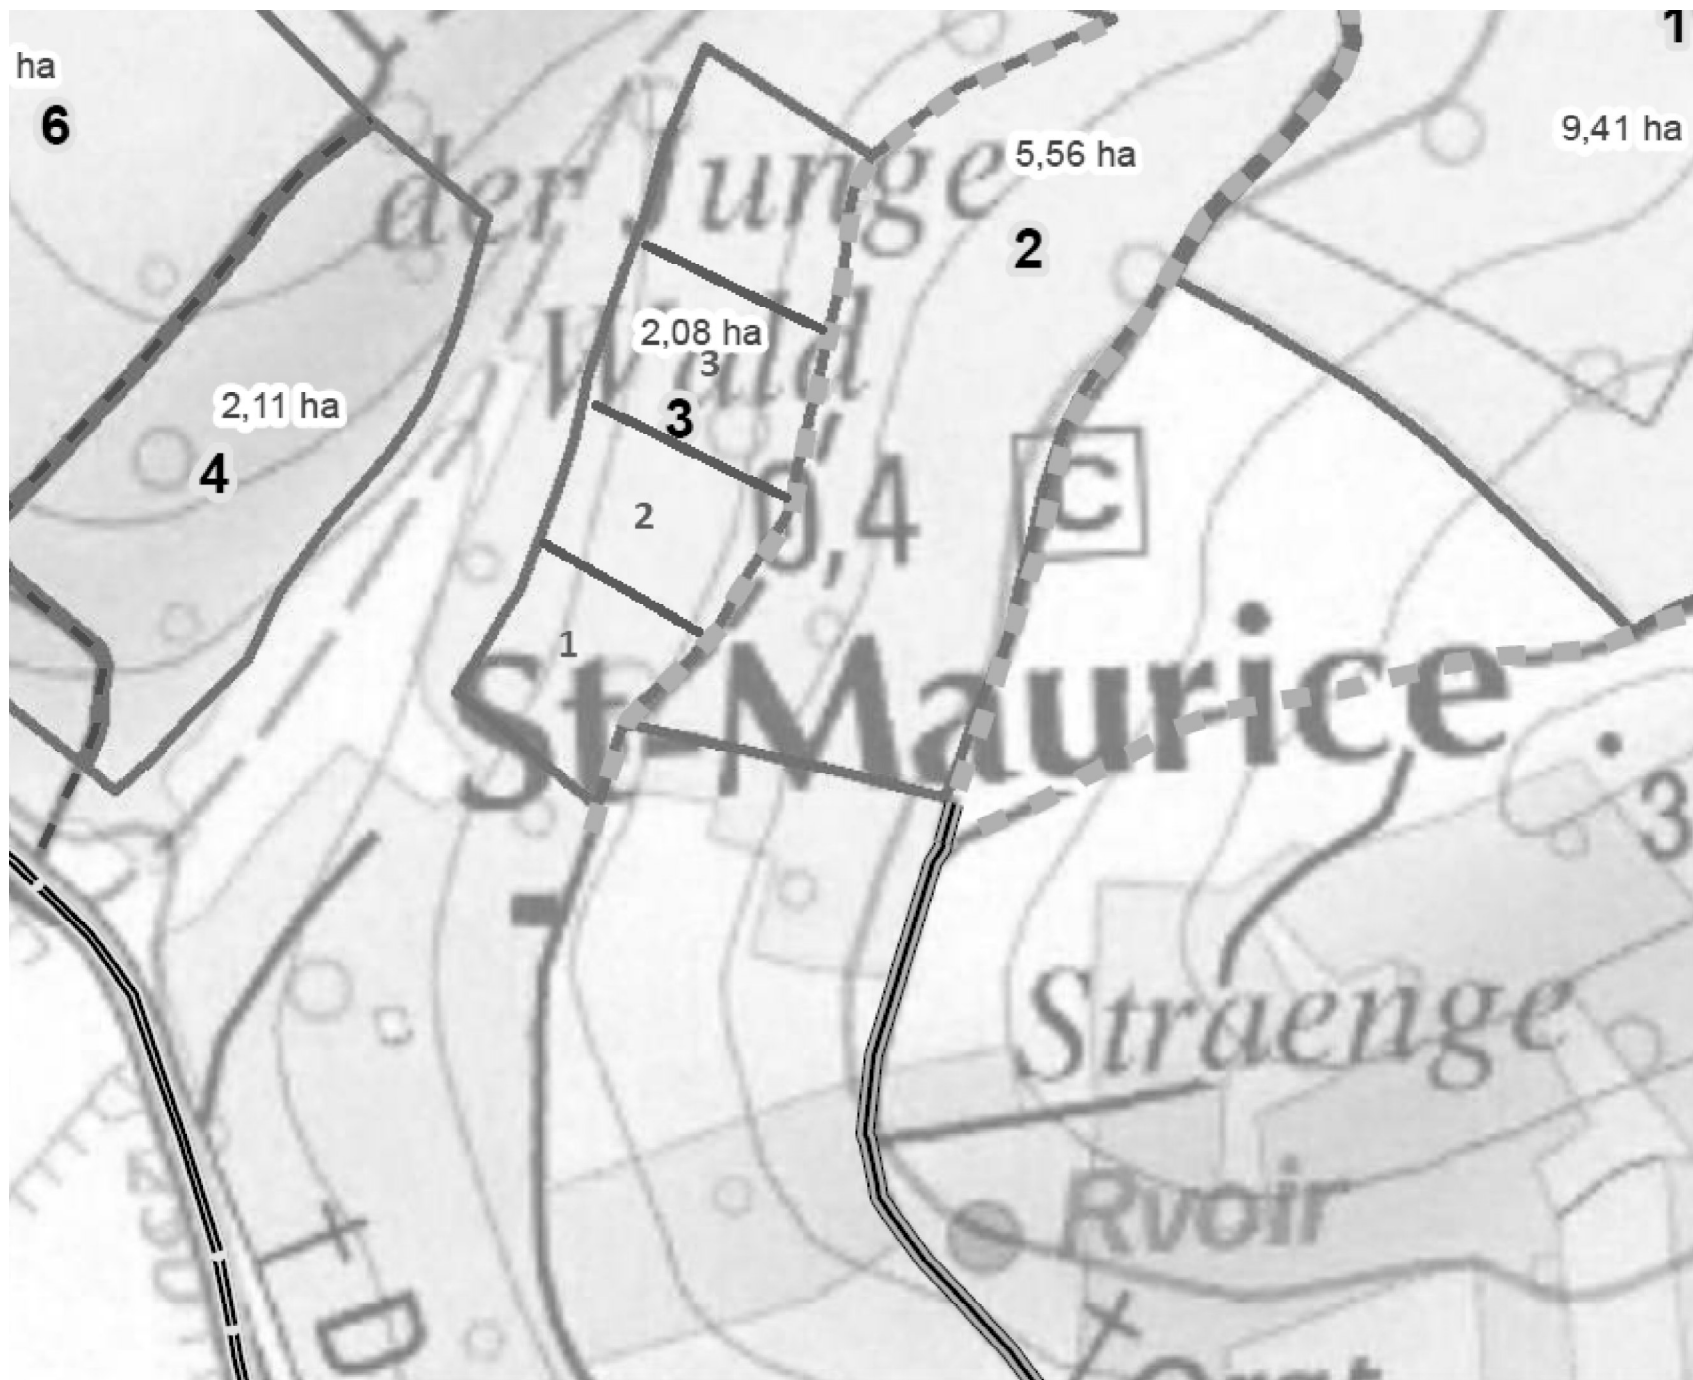 1
ha
6
9,41 ha
5,56 ha
der Junge
2
Wald
2,08 ha
3
3
2,11 ha
4
0,4
C
2
1
St-Maurice
3
Straenge
Rvoir
D